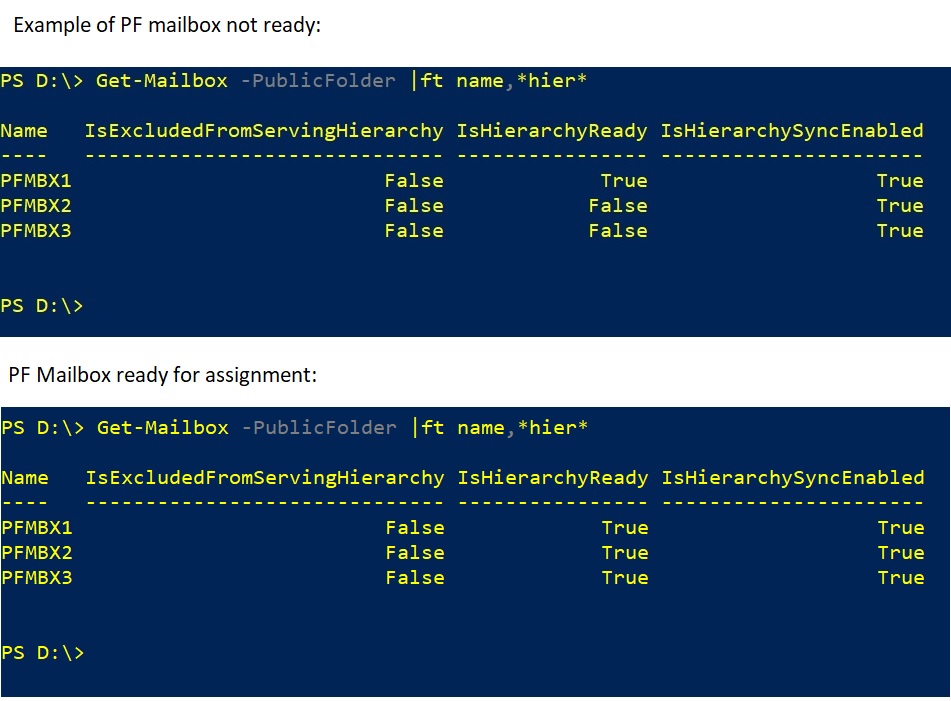 Example of PF mailbox not ready:
PS D:\> Get-Mailbox -PublicFolder |ft name,*hier*
Name   IsExcludedFromServingHierarchy IsHierarchyReady IsHierarchySyncEnabled
----   ------------------------------ ---------------- ----------------------
PFMBX1                          False             True                   True
PFMBX2                          False            False                   True
PFMBX3                          False            False                   True
PS D:\>
PF Mailbox ready for assignment:
PS D:\> Get-Mailbox -PublicFolder |ft name,*hier*
Name   IsExcludedFromServingHierarchy IsHierarchyReady IsHierarchySyncEnabled
----   ------------------------------ ---------------- ----------------------
PFMBX1                          False             True                   True
PFMBX2                          False             True                   True
PFMBX3                          False             True                   True
PS D:\>